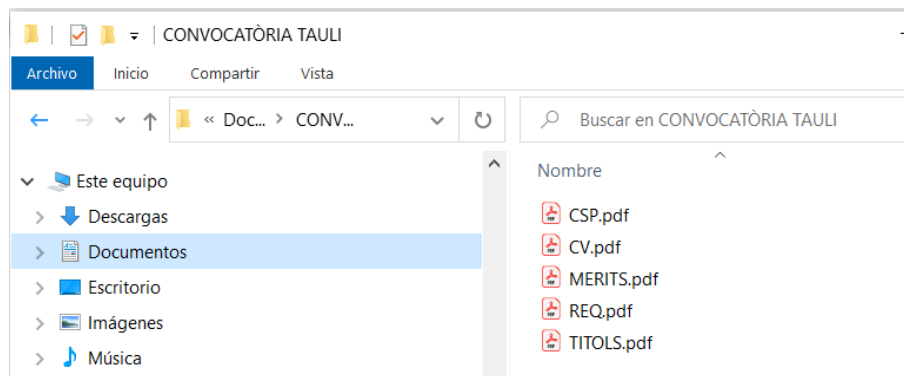 CONVOCATÒRIA TAULI
Archivo Inicio Compartir Vista
« Doc... > CONV...
Buscar en CONVOCATÒRIA TAULI
Este equipo
Descargas
Documentos
Escritorio
Imágenes
Música
Nombre
CSP.pdf
CV.pdf
MERITS.pdf
REQ.pdf
TITOLS.pdf